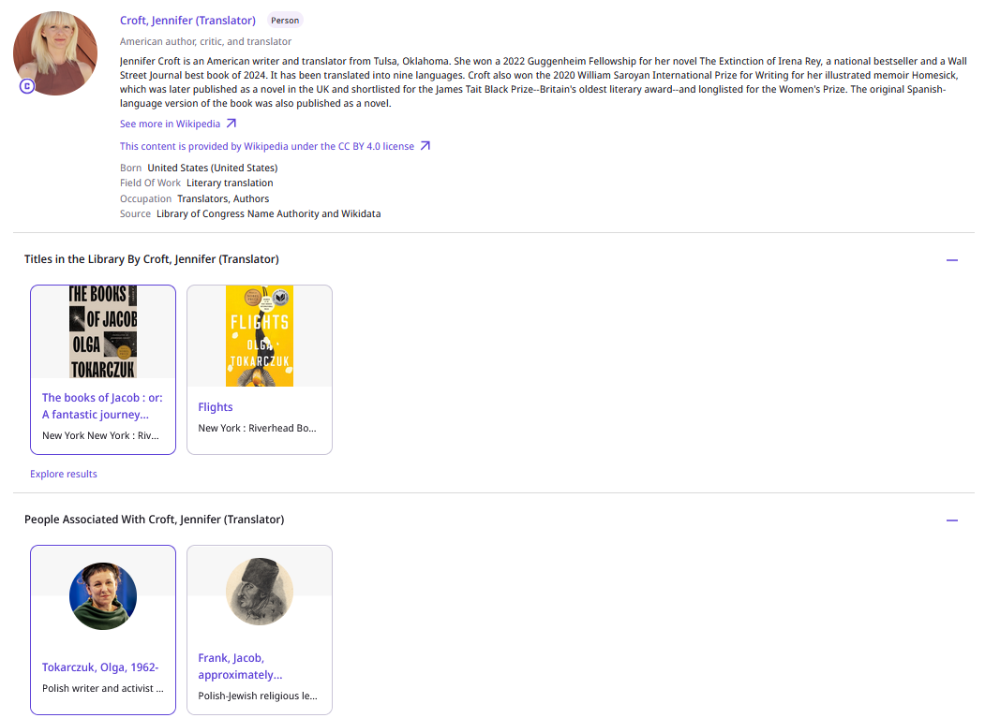 Croft, Jennifer (Translator) Person
American author, critic, and translator
Jennifer Croft is an American writer and translator from Tulsa, Oklahoma. She won a 2022 Guggenheim Fellowship for her novel The Extinction of Irena Rey, a national bestseller and a Wall
Street Journal best book of 2024. It has been translated into nine languages. Croft also won the 2020 William Saroyan International Prize for Writing for her illustrated memoir Homesick,
which was later published as a novel in the UK and shortlisted for the James Tait Black Prize--Britain's oldest literary award--and longlisted for the Women's Prize. The original Spanish-
language version of the book was also published as a novel.
See more in Wikipedia
This content is provided by Wikipedia under the CC BY 4.0 license
Born United States (United States)
Field Of Work Literary translation
Occupation Translators, Authors
Source Library of Congress Name Authority and Wikidata
Titles in the Library By Croft, Jennifer (Translator)
THE BOOKS
OF JACOB
OLGA
TOKARCZUK
The books of Jacob : or:
A fantastic journey...
New York New York : Riv...
FLIGHTS
OLGA
TOKARCZUK
Flights
New York : Riverhead Bo...
Explore results
People Associated With Croft, Jennifer (Translator)
Tokarczuk, Olga, 1962-
Polish writer and activist ...
Frank, Jacob,
approximately...
Polish-Jewish religious le...